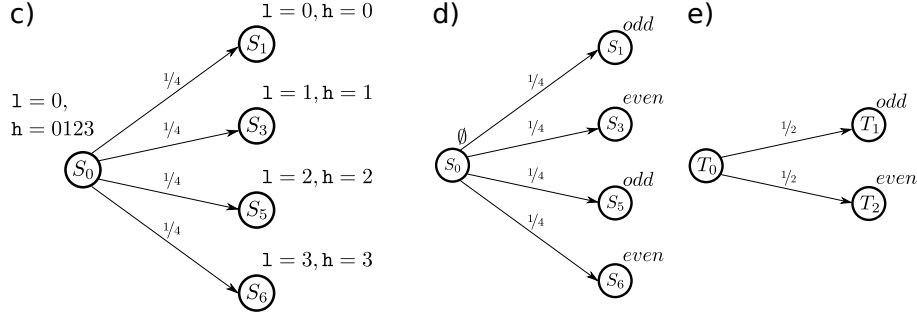 c)
l = 0, h = 0
S₁
1/4
l = 0,
h = 0123
l = 1, h = 1
S₃
1/4
S₀
l = 2, h = 2
S₅
1/4
l = 3, h = 3
S₆
1/4
d)
odd
S₁
1/4
even
S₃
1/4
∅
S₀
odd
S₅
1/4
even
S₆
1/4
e)
odd
T₁
1/2
T₀
even
T₂
1/2